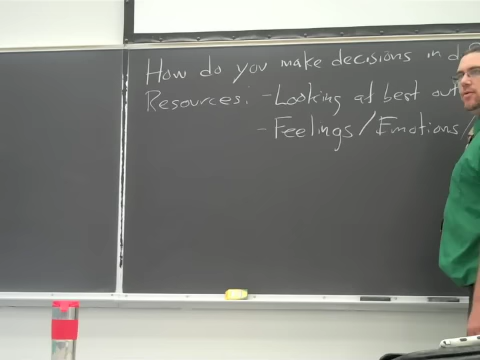 How do you make decisions in
Resources: - Looking at best out
- Feelings/Emotions/